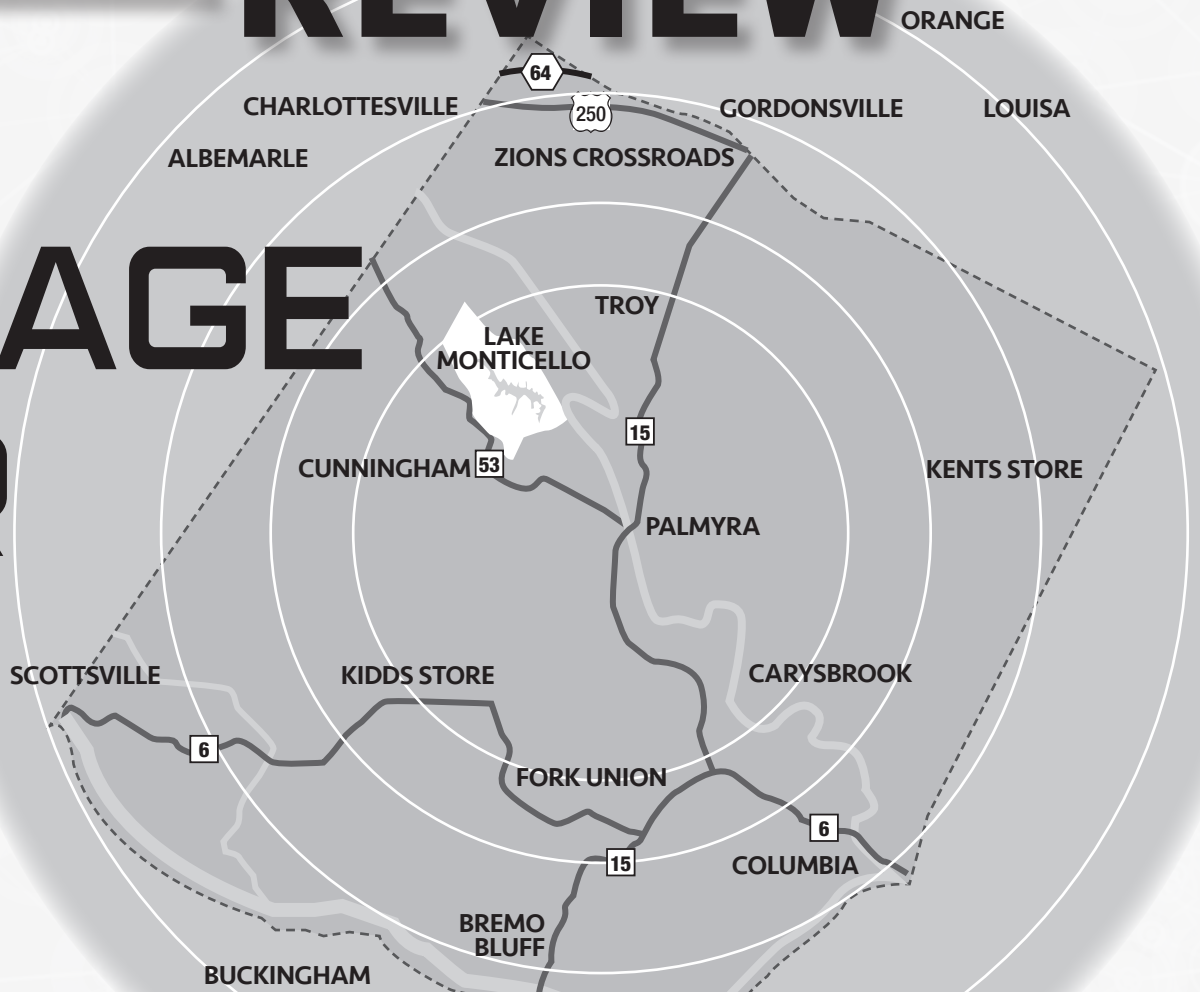 REVIEW
ORANGE
64
CHARLOTTESVILLE
250
GORDONSVILLE
LOUISA
ALBEMARLE
ZIONS CROSSROADS
AGE
TROY
LAKE
MONTICELLO
15
CUNNINGHAM
53
KENTS STORE
PALMYRA
SCOTTSVILLE
KIDDS STORE
CARYSBROOK
6
FORK UNION
6
15
COLUMBIA
BREMO
BLUFF
BUCKINGHAM